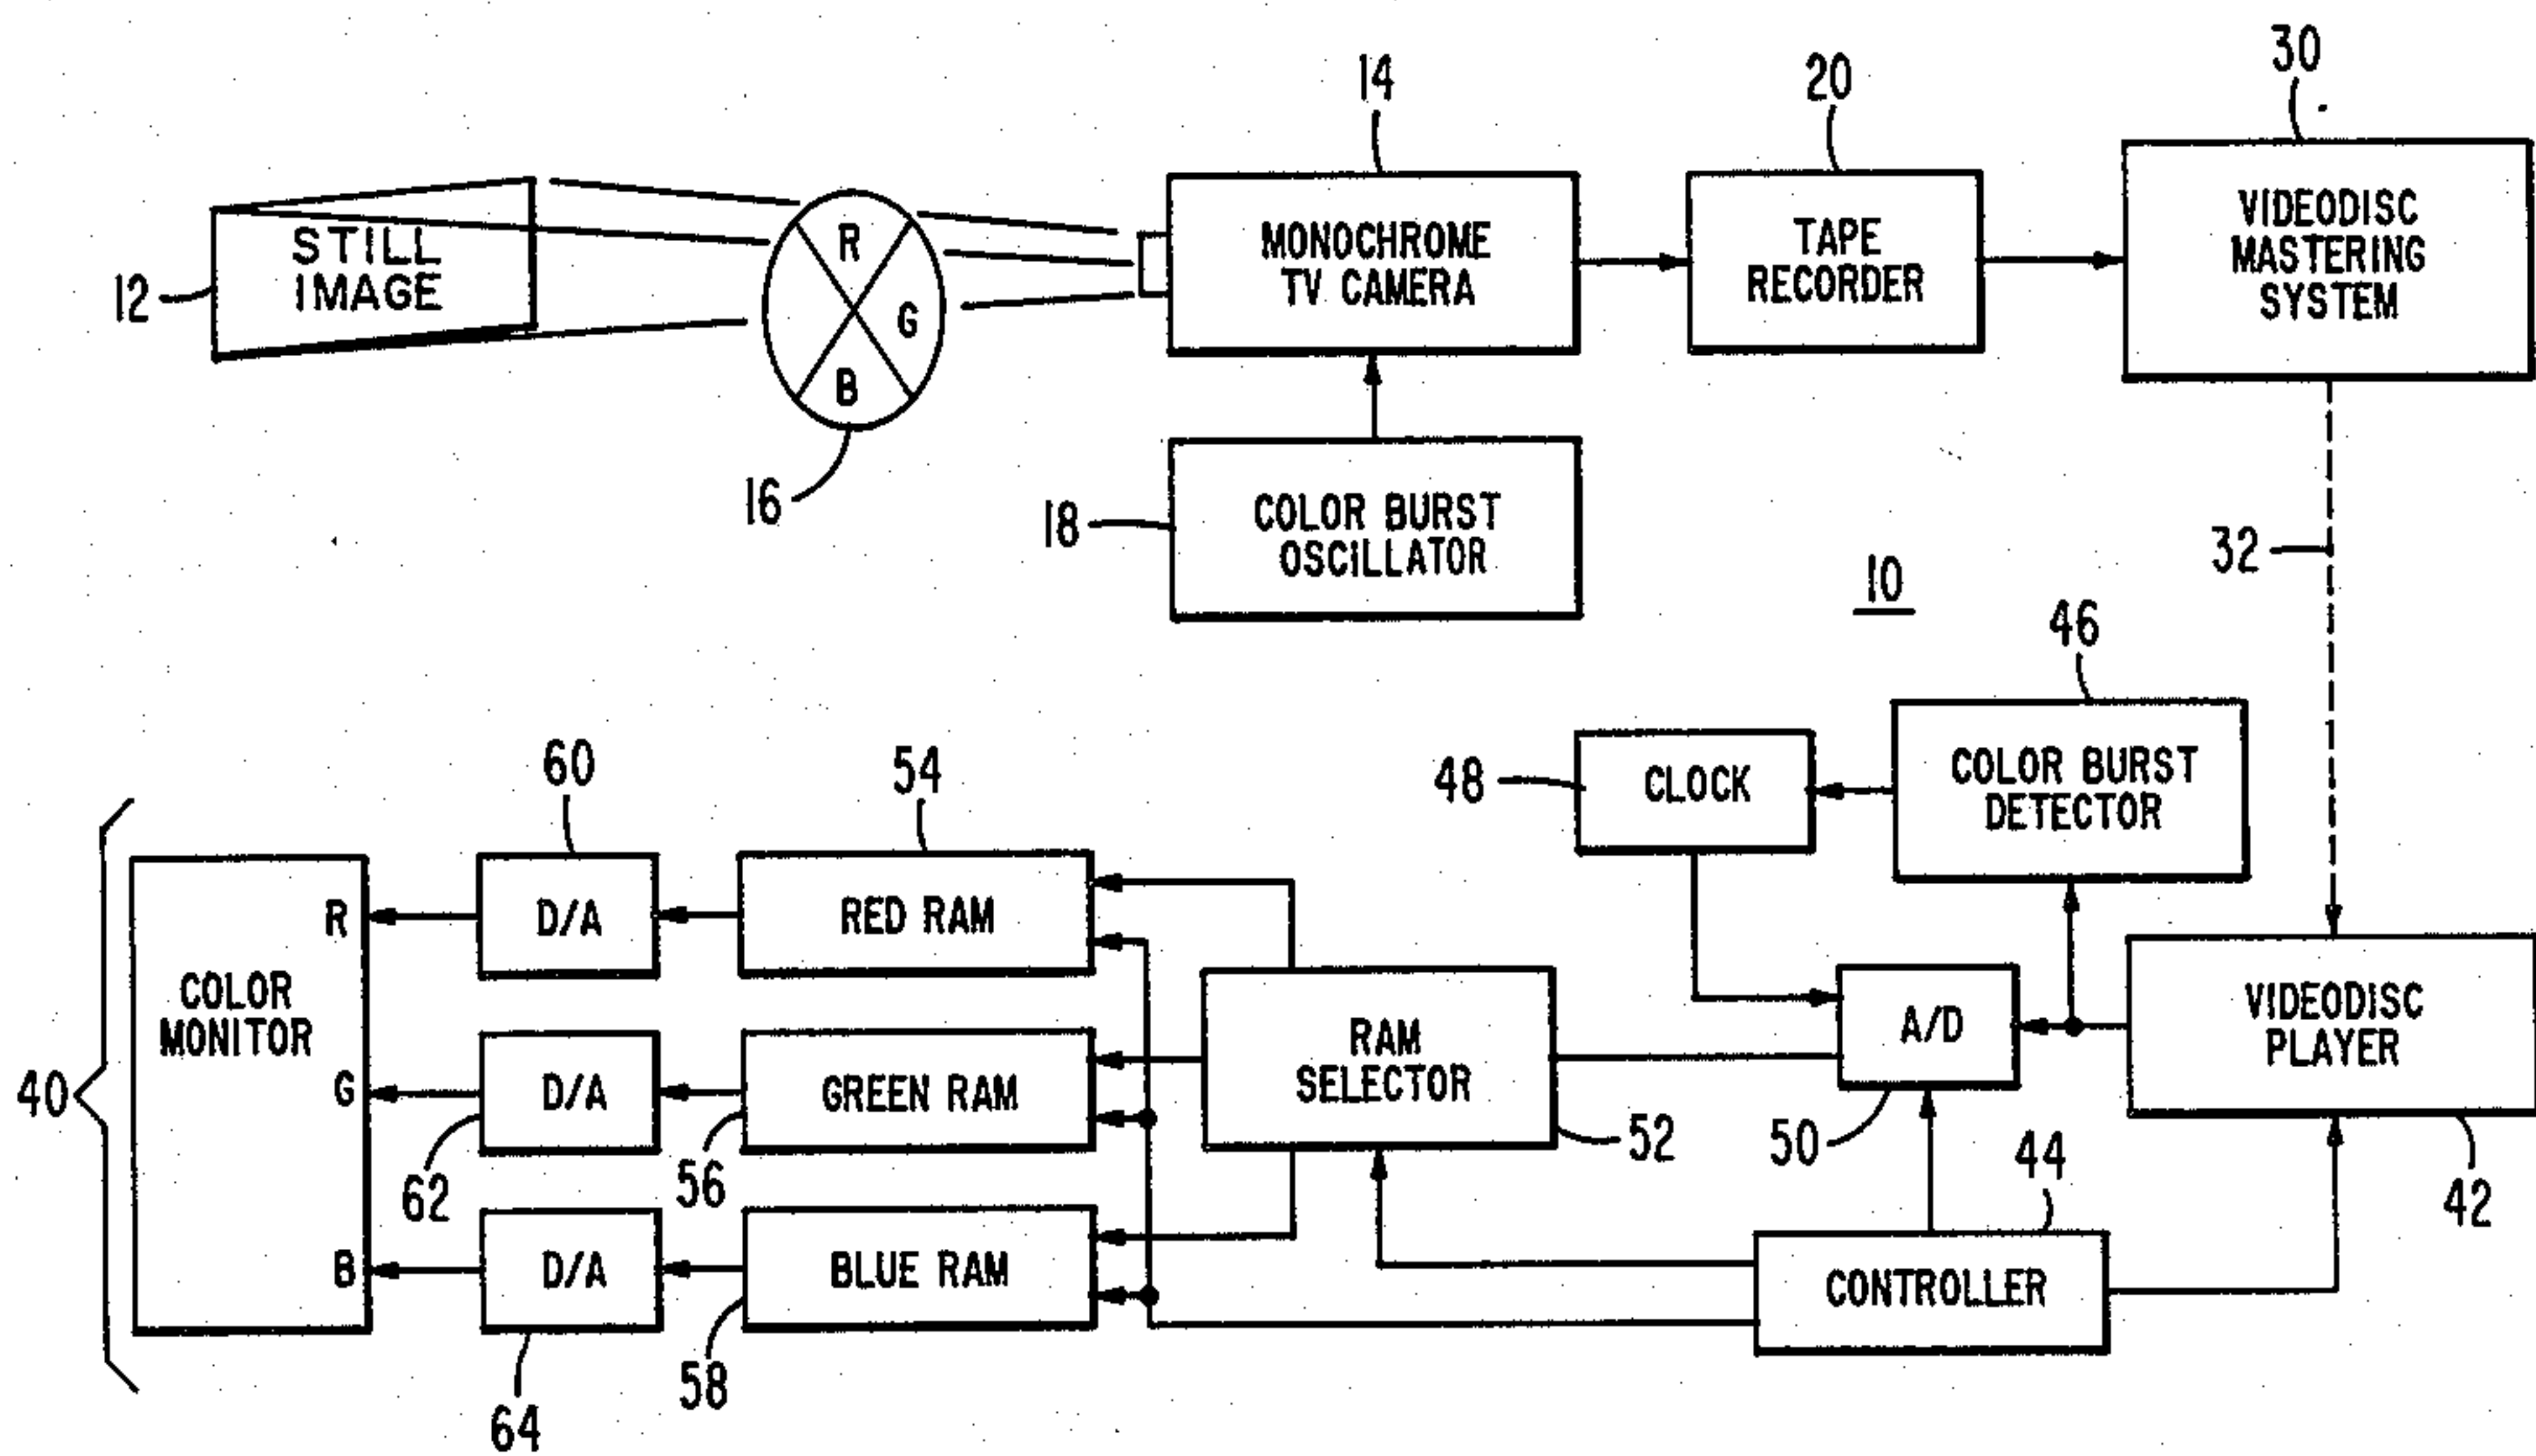 30
14
20
STILL
IMAGE
12
R
G
B
16
MONOCHROME
TV CAMERA
TAPE
RECORDER
VIDEODISC
MASTERING
SYSTEM
18
COLOR BURST
OSCILLATOR
32
10
46
48
CLOCK
COLOR BURST
DETECTOR
60
54
40
COLOR
MONITOR
R
G
B
D/A
RED RAM
62
D/A
56
GREEN RAM
64
D/A
58
BLUE RAM
RAM
SELECTOR
52
A/D
50
VIDEODISC
PLAYER
42
44
CONTROLLER